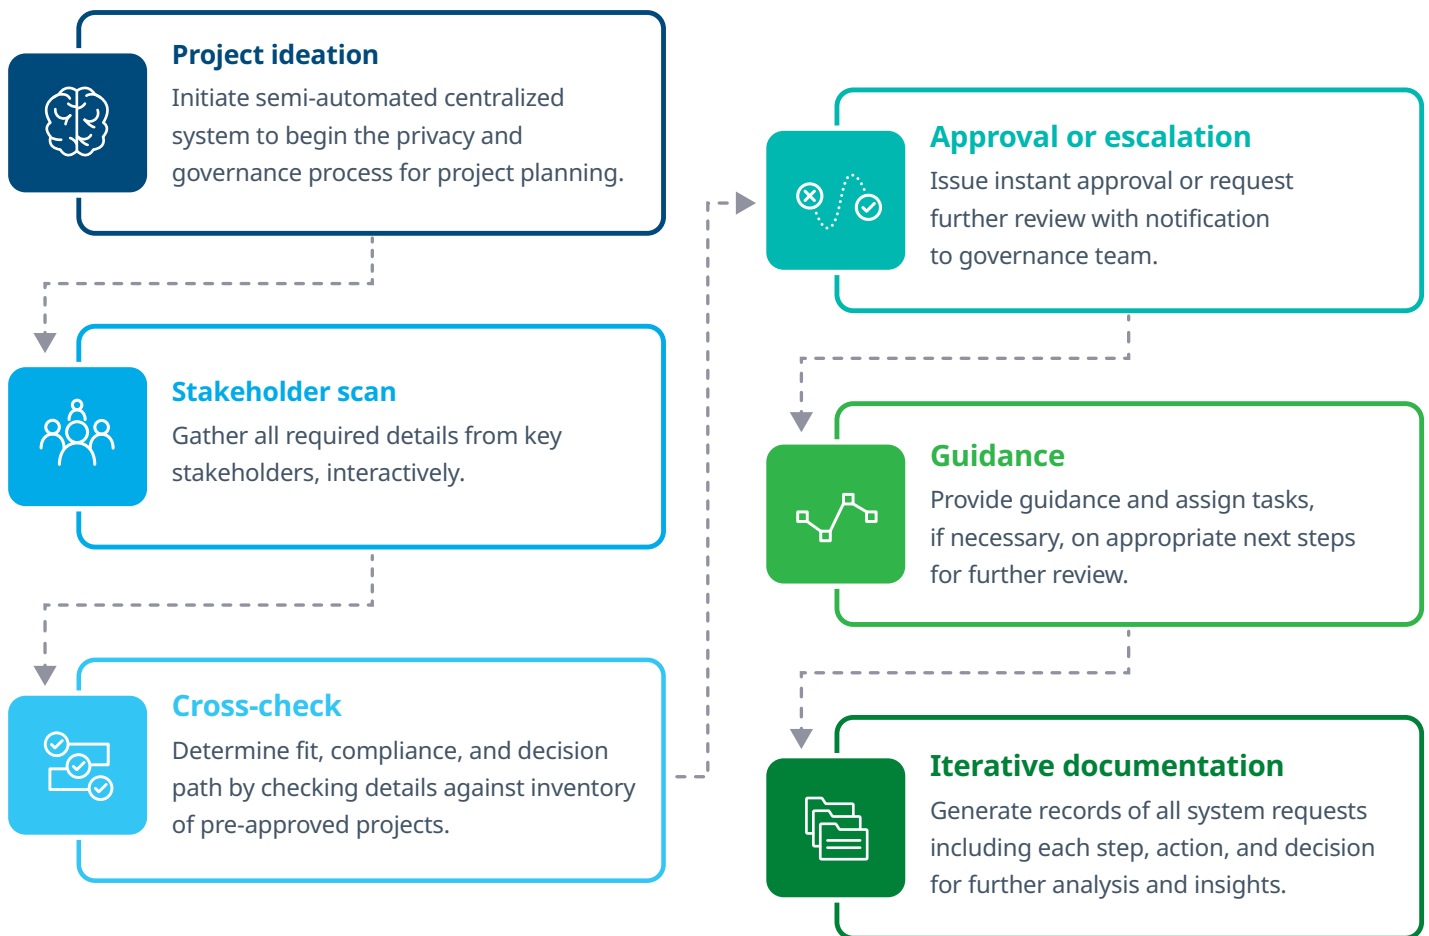 Project ideation
Initiate semi-automated centralized
system to begin the privacy and
governance process for project planning.
Stakeholder scan
Gather all required details from key
stakeholders, interactively.
Cross-check
Determine fit, compliance, and decision
path by checking details against inventory
of pre-approved projects.
Approval or escalation
Issue instant approval or request
further review with notification
to governance team.
Guidance
Provide guidance and assign tasks,
if necessary, on appropriate next steps
for further review.
Iterative documentation
Generate records of all system requests
including each step, action, and decision
for further analysis and insights.